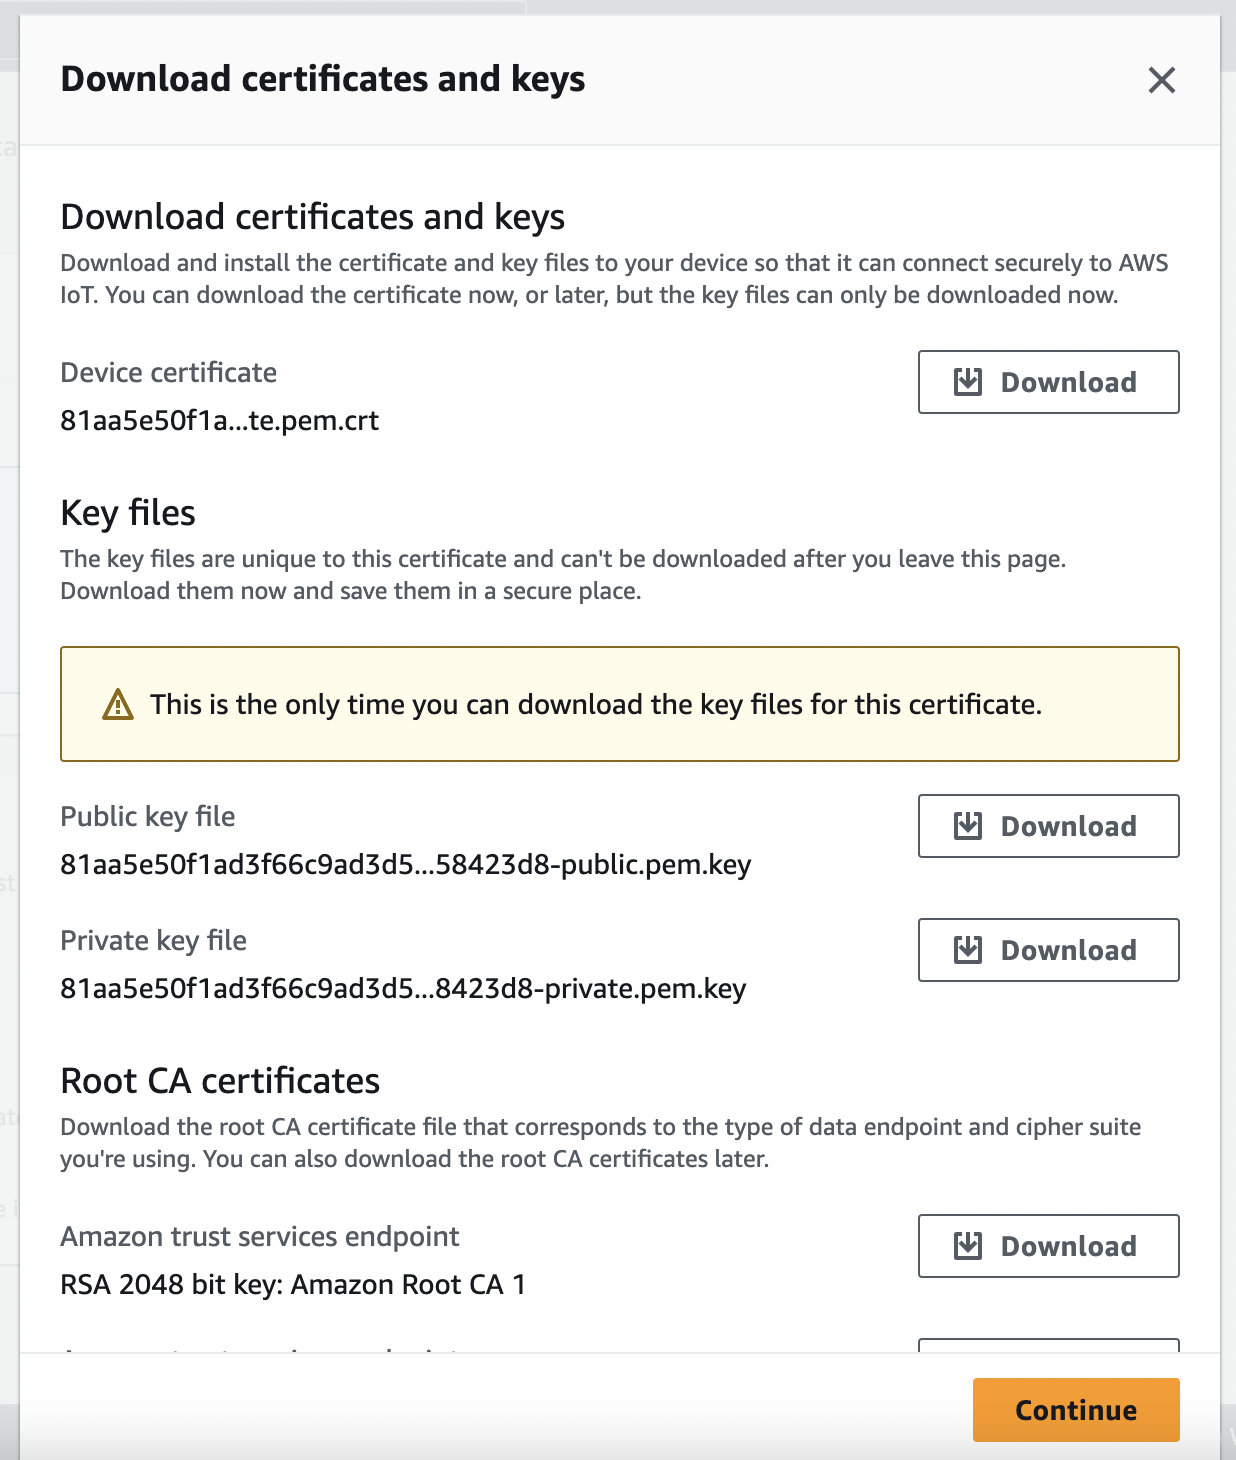 Download certificates and keys
Download certificates and keys
Download and install the certificate and key files to your device so that it can connect securely to AWS
IoT. You can download the certificate now, or later, but the key files can only be downloaded now.
Device certificate
Download
81aa5e50f1a...te.pem.crt
Key files
The key files are unique to this certificate and can't be downloaded after you leave this page.
Download them now and save them in a secure place.
This is the only time you can download the key files for this certificate.
Public key file
Download
81aa5e50f1ad3f66c9ad3d5...58423d8-public.pem.key
Private key file
Download
81aa5e50f1ad3f66c9ad3d5...8423d8-private.pem.key
Root CA certificates
Download the root CA certificate file that corresponds to the type of data endpoint and cipher suite
you're using. You can also download the root CA certificates later.
Amazon trust services endpoint
Download
RSA 2048 bit key: Amazon Root CA 1
Continue